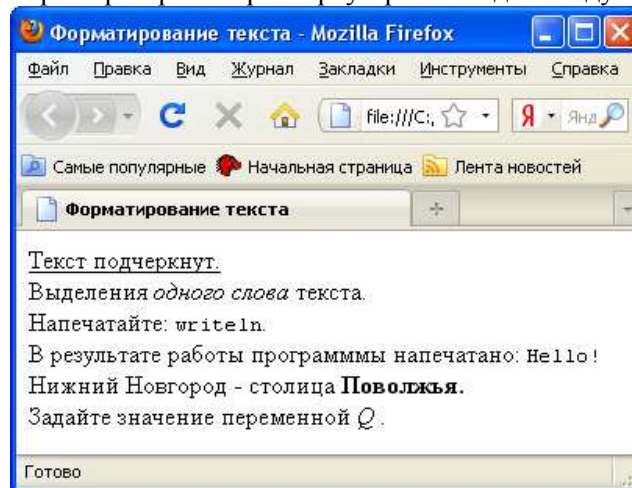 Форматирование текста - Mozilla Firefox
Файл Правка Вид Журнал Закладки Инструменты Справка
file:///C:, Я Янд
Самые популярные Начальная страница Лента новостей
Форматирование текста
Текст подчеркнут.
Выделения одного слова текста.
Напечатайте: writeln.
В результате работы программмы напечатано: Hello!
Нижний Новгород - столица Поволжья.
Задайте значение переменной Q .
Готово